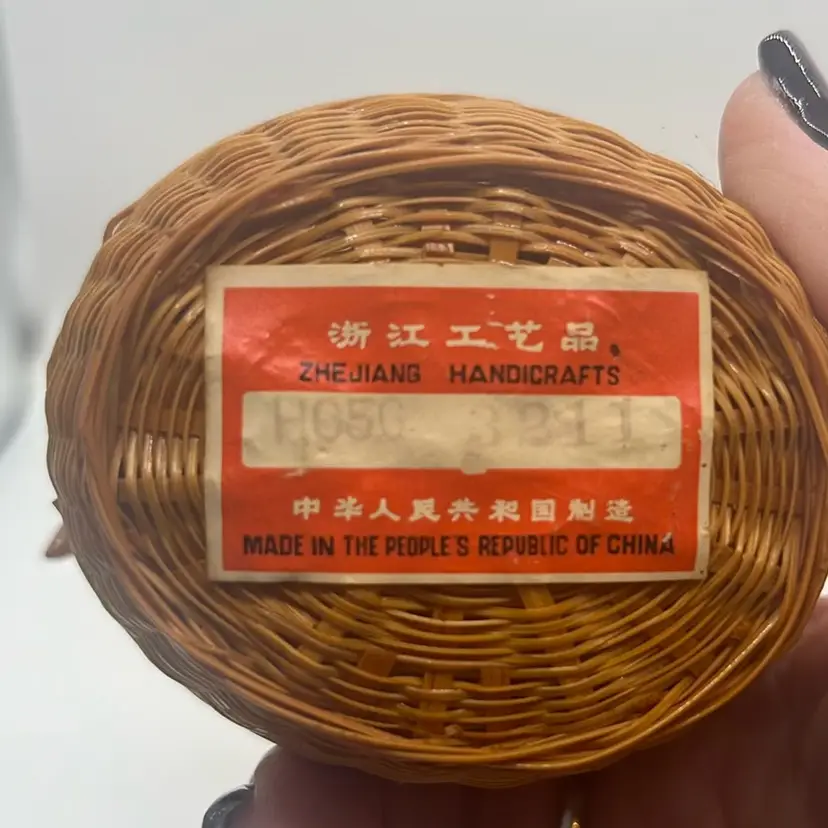 浙江工艺品
ZHEJIANG HANDICRAFTS
3211
中华人民共和国制造
MADE IN THE PEOPLE'S REPUBLIC OF CHINA